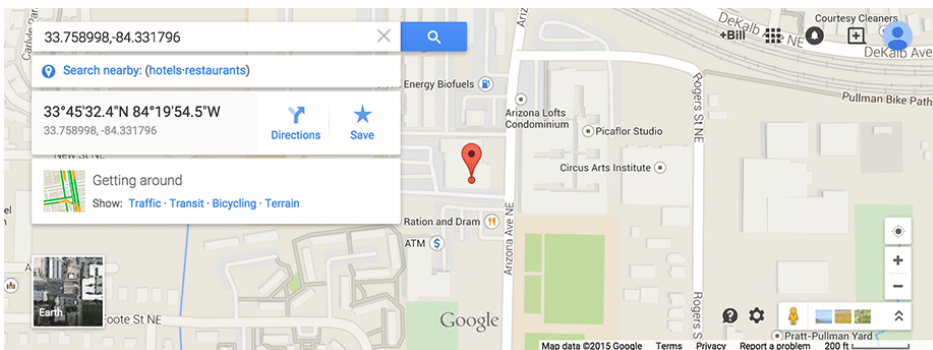 33.758998,-84.331796
Search nearby: (hotels·restaurants)
33°45'32.4"N 84°19'54.5"W
33.758998, -84.331796
Directions
Save
New St NE
Getting around
Show: Traffic · Transit · Bicycling · Terrain
Earth
oote St NE
Energy Biofuels
Arizona Lofts
Condominium
Picaflor Studio
Circus Arts Institute
Ration and Dram
ATM
Arizona Ave NE
Ariz
Rogers St NE
Rogers S
DeKalb Av
NE
Courtesy Cleaners
+Bill
DeKalb Ave
Pullman Bike Path
Google
Pratt-Pullman Yard
Map data ©2015 Google Terms Privacy Report a problem 200 ft